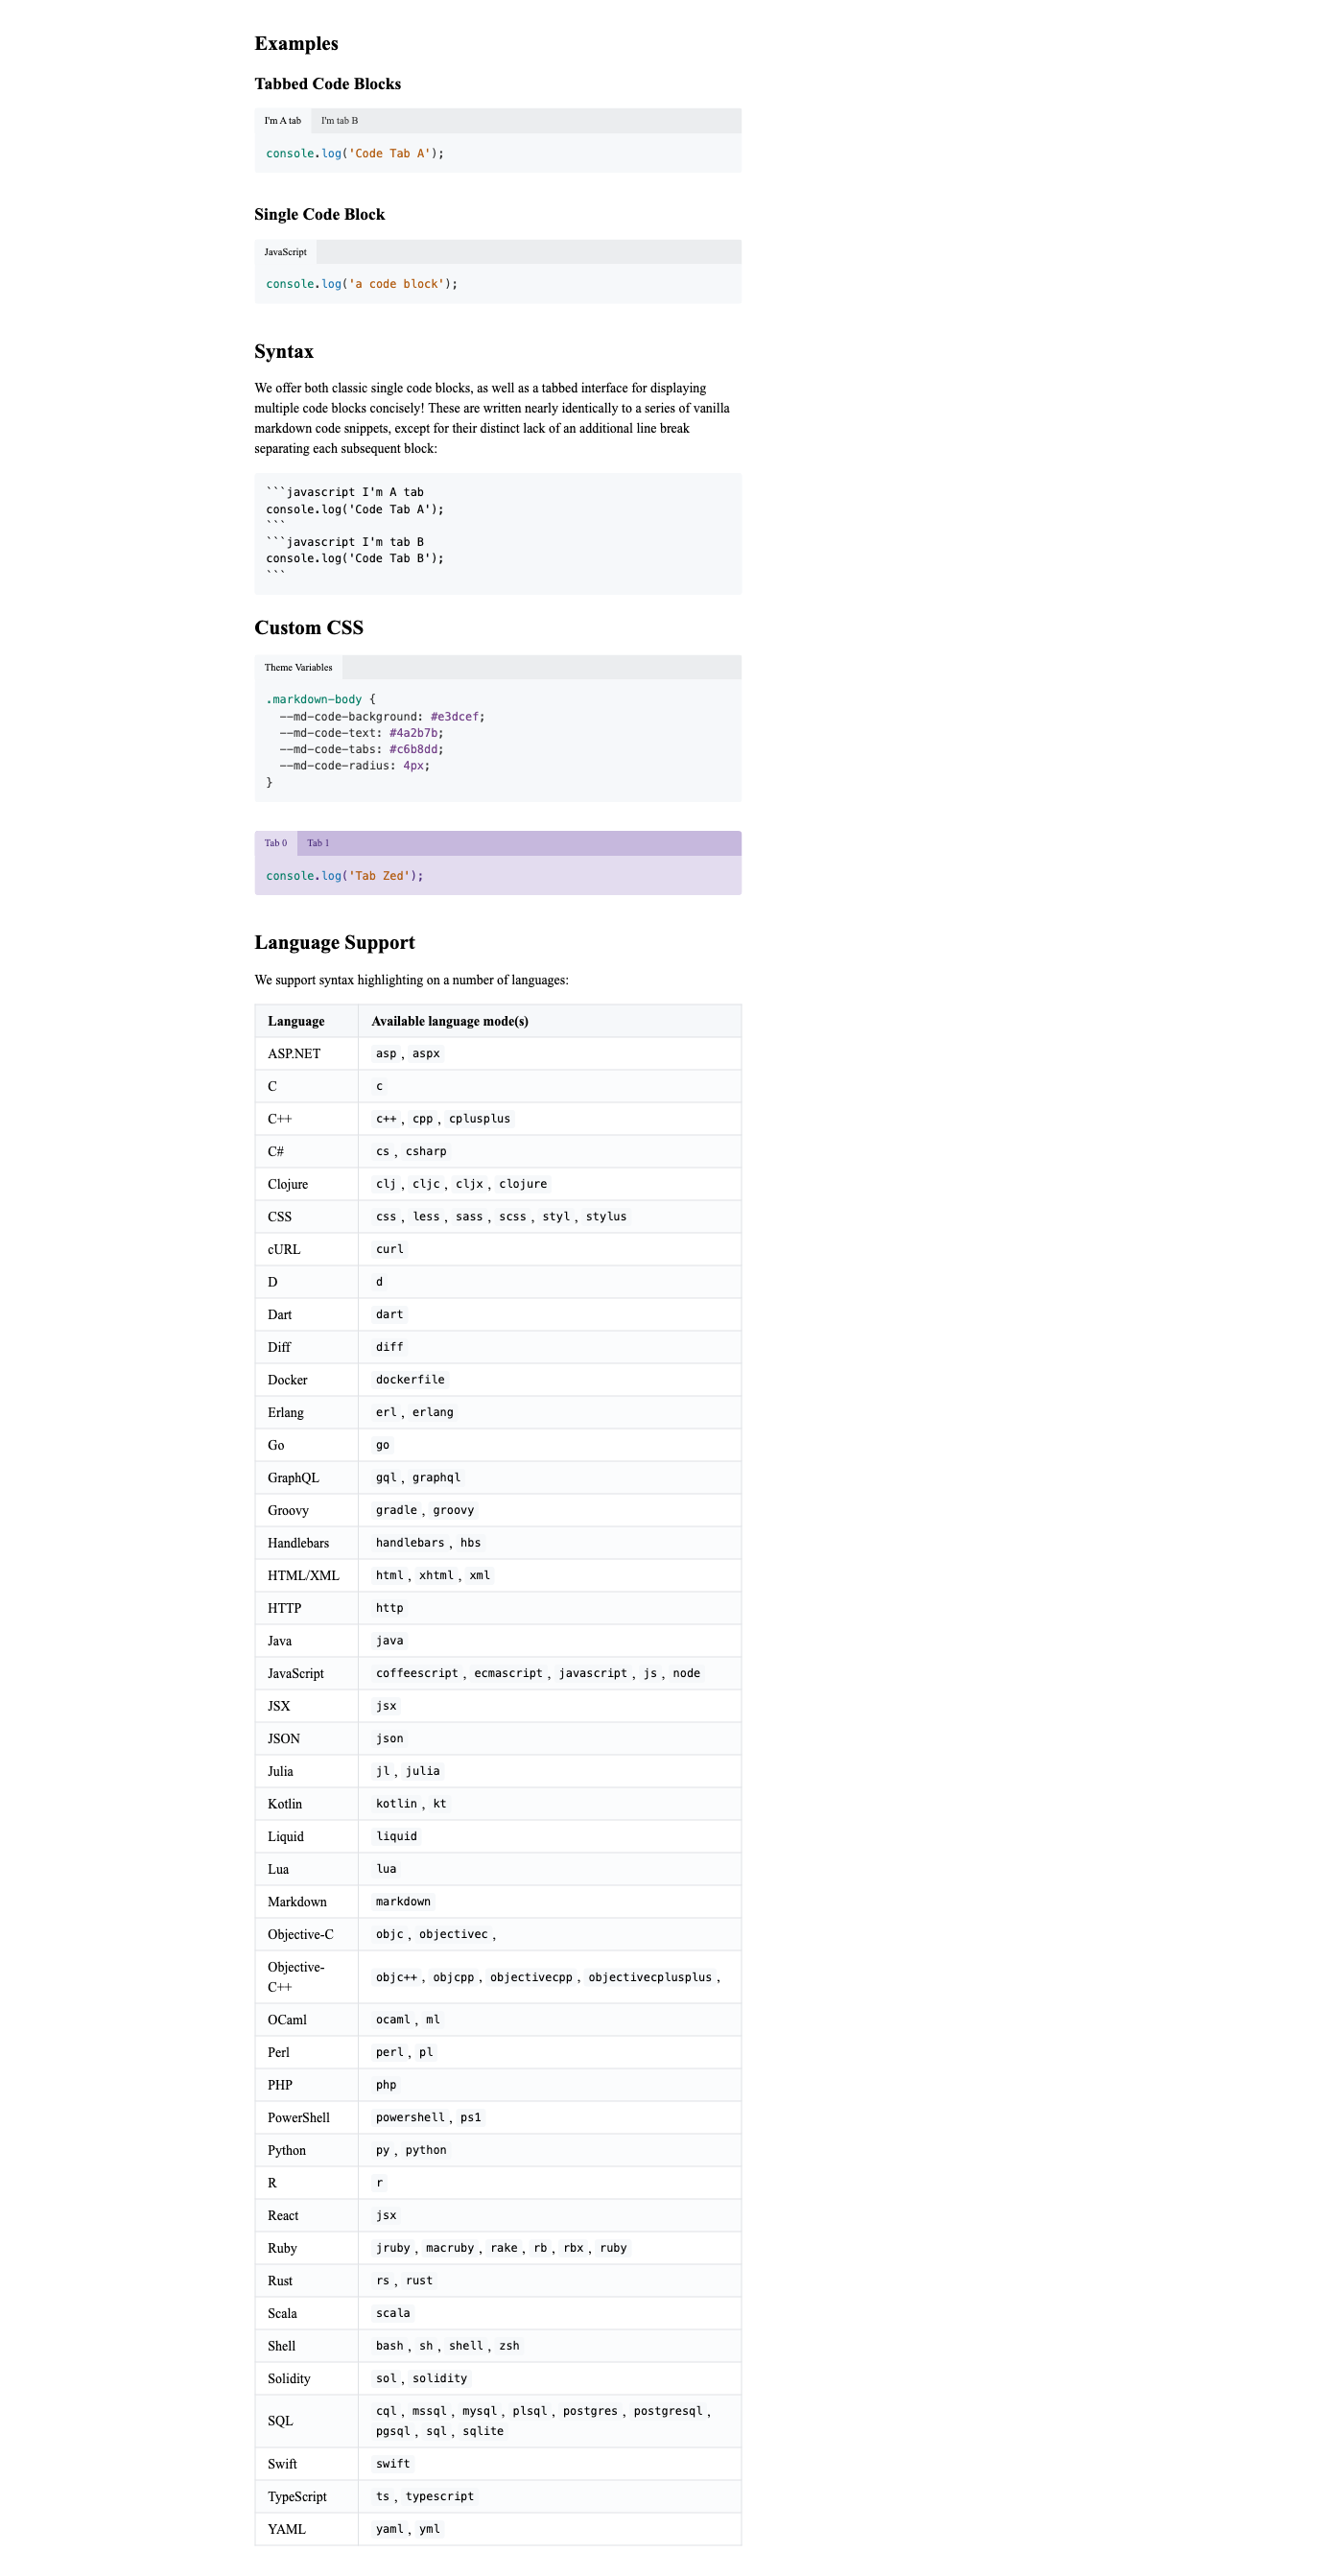 Examples
Tabbed Code Blocks
I'm A tab I'm tab B
console.log('Code Tab A');
Single Code Block
JavaScript
console.log('a code block');
Syntax
We offer both classic single code blocks, as well as a tabbed interface for displaying
multiple code blocks concisely! These are written nearly identically to a series of vanilla
markdown code snippets, except for their distinct lack of an additional line break
separating each subsequent block:
```javascript I'm A tab
console.log('Code Tab A');
```
```javascript I'm tab B
console.log('Code Tab B');
```
Custom CSS
Theme Variables
.markdown-body {
  --md-code-background: #e3dcef;
  --md-code-text: #4a2b7b;
  --md-code-tabs: #c6b8dd;
  --md-code-radius: 4px;
}
Tab 0 Tab 1
console.log('Tab Zed');
Language Support
We support syntax highlighting on a number of languages:
Language Available language mode(s)
ASP.NET asp , aspx
C c
C++ c++ , cpp , cplusplus
C# cs , csharp
Clojure clj , cljc , cljx , clojure
CSS css , less , sass , scss , styl , stylus
cURL curl
D d
Dart dart
Diff diff
Docker dockerfile
Erlang erl , erlang
Go go
GraphQL gql , graphql
Groovy gradle , groovy
Handlebars handlebars , hbs
HTML/XML html , xhtml , xml
HTTP http
Java java
JavaScript coffeescript , ecmascript , javascript , js , node
JSX jsx
JSON json
Julia jl , julia
Kotlin kotlin , kt
Liquid liquid
Lua lua
Markdown markdown
Objective-C objc , objectivec ,
Objective-
C++ objc++ , objcpp , objectivecpp , objectivecplusplus ,
OCaml ocaml , ml
Perl perl , pl
PHP php
PowerShell powershell , ps1
Python py , python
R r
React jsx
Ruby jruby , macruby , rake , rb , rbx , ruby
Rust rs , rust
Scala scala
Shell bash , sh , shell , zsh
Solidity sol , solidity
SQL cql , mssql , mysql , plsql , postgres , postgresql ,
pgsql , sql , sqlite
Swift swift
TypeScript ts , typescript
YAML yaml , yml